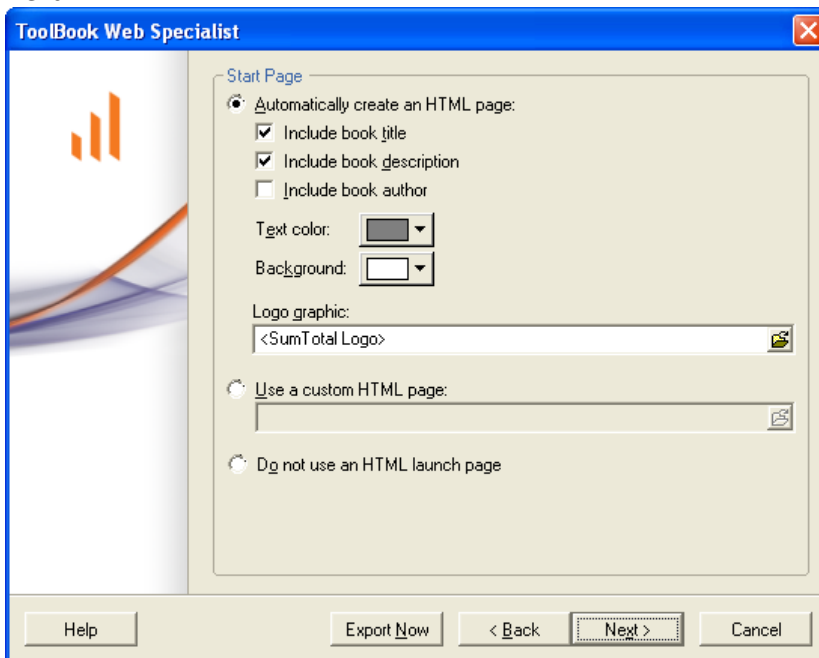 ToolBook Web Specialist
Start Page
Automatically create an HTML page:
Include book title
Include book description
Include book author
Text color:
Background:
Logo graphic:
<SumTotal Logo>
Use a custom HTML page:
Do not use an HTML launch page
Help
Export Now
< Back
Next >
Cancel